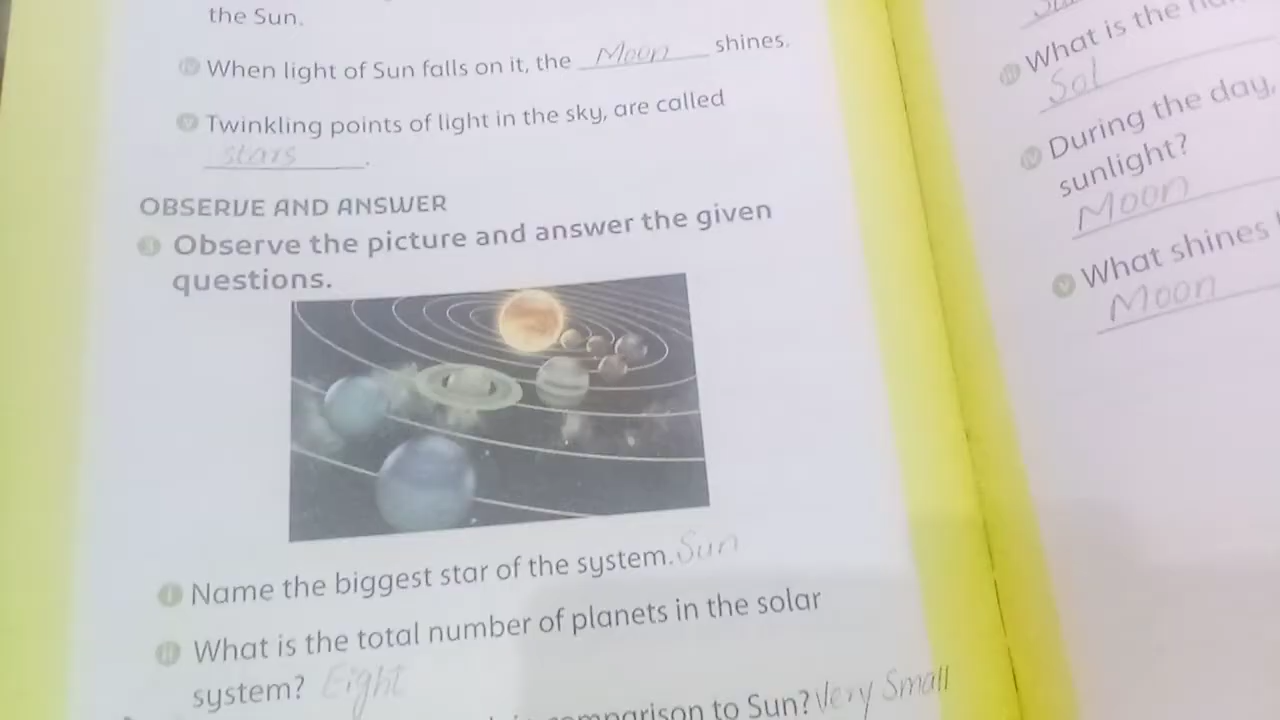 the Sun.
When light of Sun falls on it, the Moon shines.
Twinkling points of light in the sky, are called
stars.
OBSERVE AND ANSWER
3 Observe the picture and answer the given
questions.
i Name the biggest star of the system. Sun
ii What is the total number of planets in the solar
system? Eight
comparison to Sun? Very Small
What is the
Sol
During the day,
sunlight?
Moon
What shines
Moon